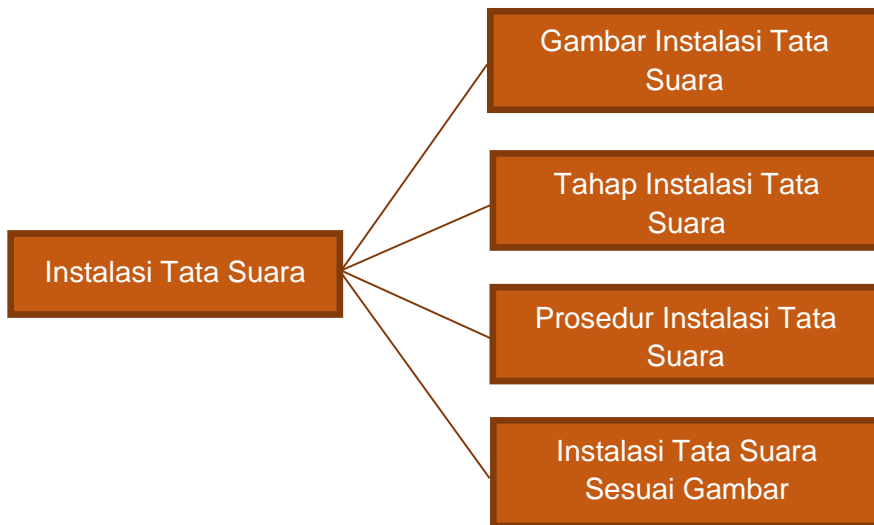 Gambar Instalasi Tata
Suara
Tahap Instalasi Tata
Suara
Instalasi Tata Suara
Prosedur Instalasi Tata
Suara
Instalasi Tata Suara
Sesuai Gambar